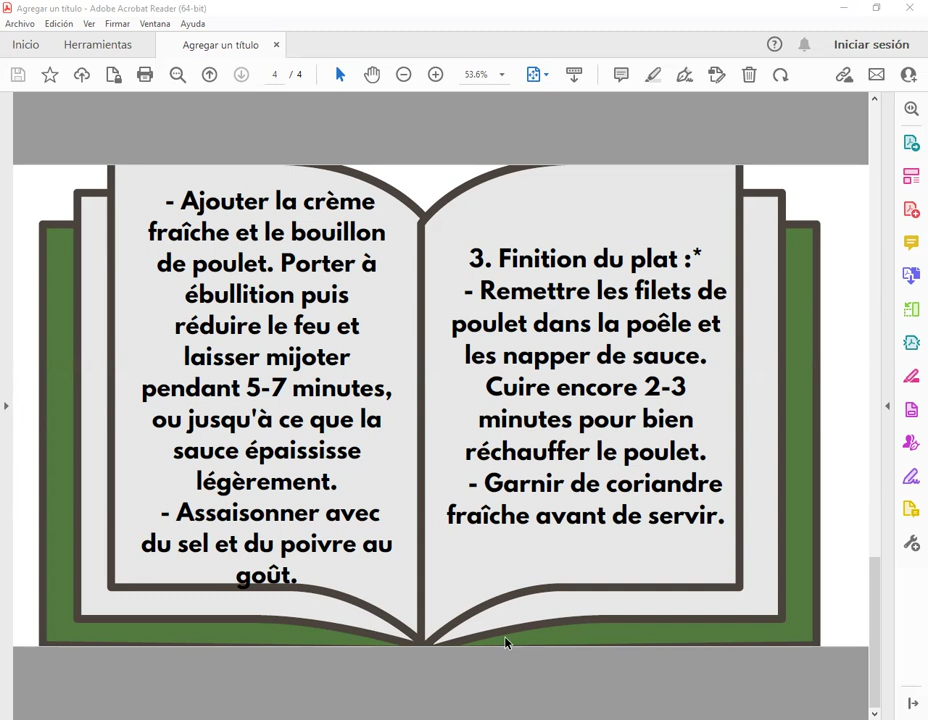 Agregar un título - Adobe Acrobat Reader (64-bit)
Archivo Edición Ver Firmar Ventana Ayuda
Inicio Herramientas Agregar un título × Iniciar sesión
4 / 4 53.6%
- Ajouter la crème
fraîche et le bouillon
de poulet. Porter à
ébullition puis
réduire le feu et
laisser mijoter
pendant 5-7 minutes,
ou jusqu'à ce que la
sauce épaississe
légèrement.
- Assaisonner avec
du sel et du poivre au
goût.
3. Finition du plat :*
- Remettre les filets de
poulet dans la poêle et
les napper de sauce.
Cuire encore 2-3
minutes pour bien
réchauffer le poulet.
- Garnir de coriandre
fraîche avant de servir.